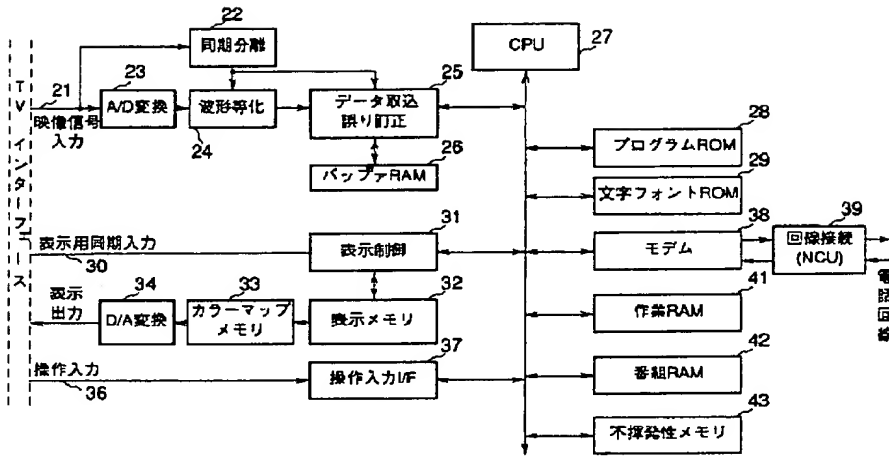 TV インターフェース
22
同期分離
CPU
27
21
映像信号
入力
23
A/D変換
波形等化
24
25
データ取込
誤り訂正
26
バッファRAM
28
プログラムROM
29
文字フォントROM
38
モデム
39
回線接続
(NCU)
電話回線
31
表示制御
表示用同期入力
30
表示
出力
34
D/A変換
33
カラーマップ
メモリ
32
表示メモリ
41
作業RAM
操作入力
36
37
操作入力I/F
42
番組RAM
43
不揮発性メモリ